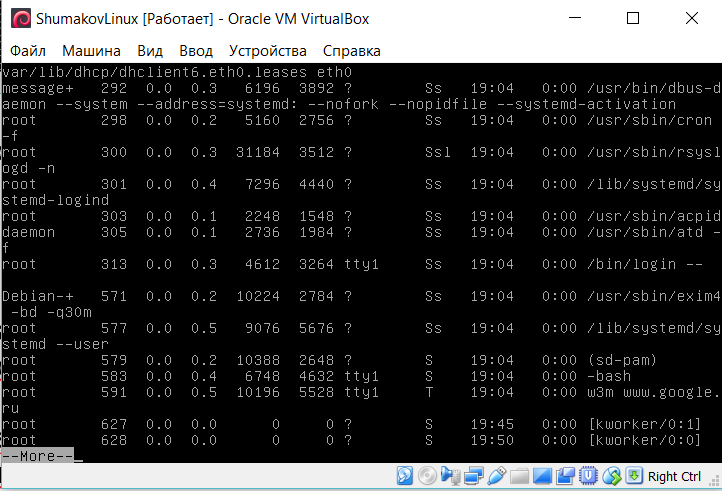 ShumakovLinux [Работает] - Oracle VM VirtualBox
Файл Машина Вид Ввод Устройства Справка
var/lib/dhcp/dhclient6.eth0.leases eth0
message+ 292 0.0 0.3 6196 3892 ? Ss 19:04 0:00 /usr/bin/dbus-d
aemon --system --address=systemd: --nofork --nopidfile --systemd-activation
root 298 0.0 0.2 5160 2756 ? Ss 19:04 0:00 /usr/sbin/cron
-f
root 300 0.0 0.3 31184 3512 ? Ssl 19:04 0:00 /usr/sbin/rsysl
ogd -n
root 301 0.0 0.4 7296 4440 ? Ss 19:04 0:00 /lib/systemd/sy
stemd-logind
root 303 0.0 0.1 2248 1548 ? Ss 19:04 0:00 /usr/sbin/acpid
daemon 305 0.0 0.1 2736 1984 ? Ss 19:04 0:00 /usr/sbin/atd -
f
root 313 0.0 0.3 4612 3264 tty1 Ss 19:04 0:00 /bin/login --
Debian-+ 571 0.0 0.2 10224 2784 ? Ss 19:04 0:00 /usr/sbin/exim4
-bd -q30m
root 577 0.0 0.5 9076 5676 ? Ss 19:04 0:00 /lib/systemd/sy
stemd --user
root 579 0.0 0.2 10388 2648 ? S 19:04 0:00 (sd-pam)
root 583 0.0 0.4 6748 4632 tty1 S 19:04 0:00 -bash
root 591 0.0 0.5 10196 5528 tty1 T 19:04 0:00 w3m www.google.
ru
root 627 0.0 0.0 0 0 ? S 19:45 0:00 [kworker/0:1]
root 628 0.0 0.0 0 0 ? S 19:50 0:00 [kworker/0:0]
--More--_
Right Ctrl